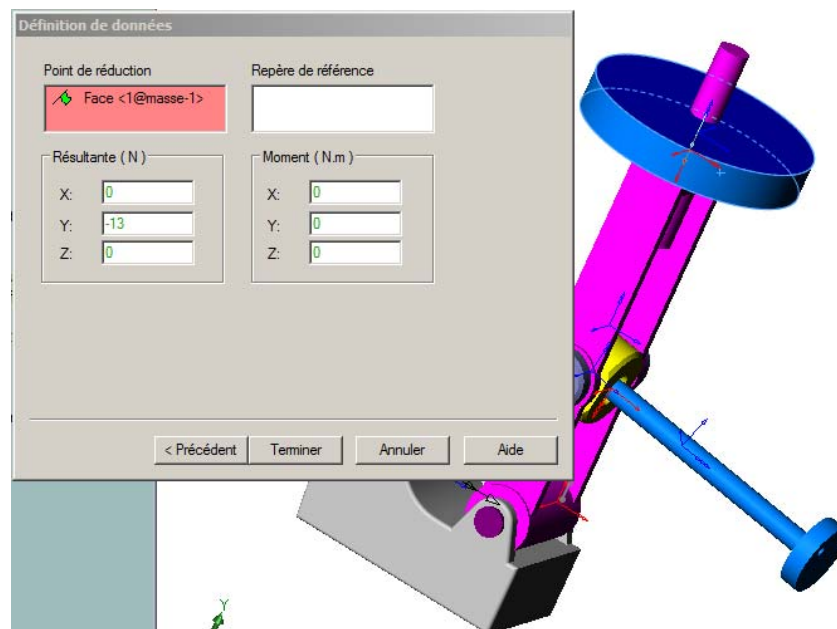 Définition de données
Point de réduction
Repère de référence
Face <1@masse-1>
Résultante ( N )
Moment ( N.m )
X: 0
X: 0
Y: -13
Y: 0
Z: 0
Z: 0
< Précédent
Terminer
Annuler
Aide
Y